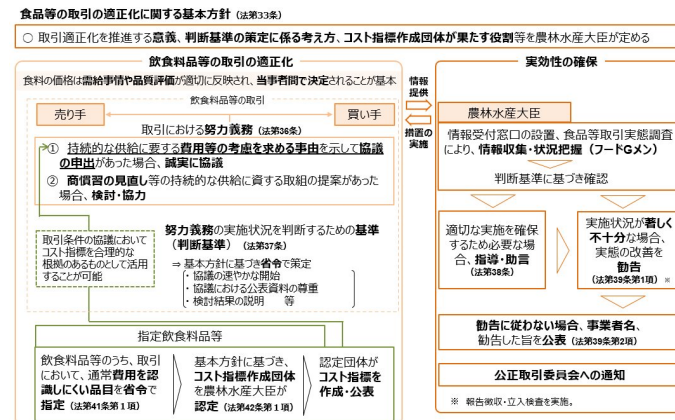 食品等の取引の適正化に関する基本方針（法第33条）
○ 取引適正化を推進する意義、判断基準の策定に係る考え方、コスト指標作成団体が果たす役割等を農林水産大臣が定める
飲食料品等の取引の適正化
食料の価格は需給事情や品質評価が適切に反映され、当事者間で決定されることが基本
飲食料品等の取引
売り手
買い手
取引における努力義務（法第36条）
① 持続的な供給に要する費用等の考慮を求める事由を示して協議
の申出があった場合、誠実に協議
② 商慣習の見直し等の持続的な供給に資する取組の提案があった
場合、検討・協力
取引条件の協議において
コスト指標を合理的な
根拠のあるものとして活用
することが可能
努力義務の実施状況を判断するための基準
（判断基準）（法第37条）
⇒ 基本方針に基づき省令で策定
・協議の速やかな開始
・協議における公表資料の尊重
・検討結果の説明　等
指定飲食料品等
飲食料品等のうち、取引
において、通常費用を認
識しにくい品目を省令で
指定（法第41条第１項）
基本方針に基づき、
コスト指標作成団体
を農林水産大臣が
認定（法第42条第１項）
認定団体が
コスト指標を
作成・公表
情報
提供
措置の
実施
実効性の確保
農林水産大臣
情報受付窓口の設置、食品等取引実態調査
により、情報収集・状況把握（フードGメン）
判断基準に基づき確認
適切な実施を確保
するため必要な場
合、指導・助言
（法第38条）
実施状況が著しく
不十分な場合、
実態の改善を
勧告
（法第39条第1項）※
勧告に従わない場合、事業者名、
勧告した旨を公表（法第39条第2項）
公正取引委員会への通知
※ 報告徴収・立入検査を実施。